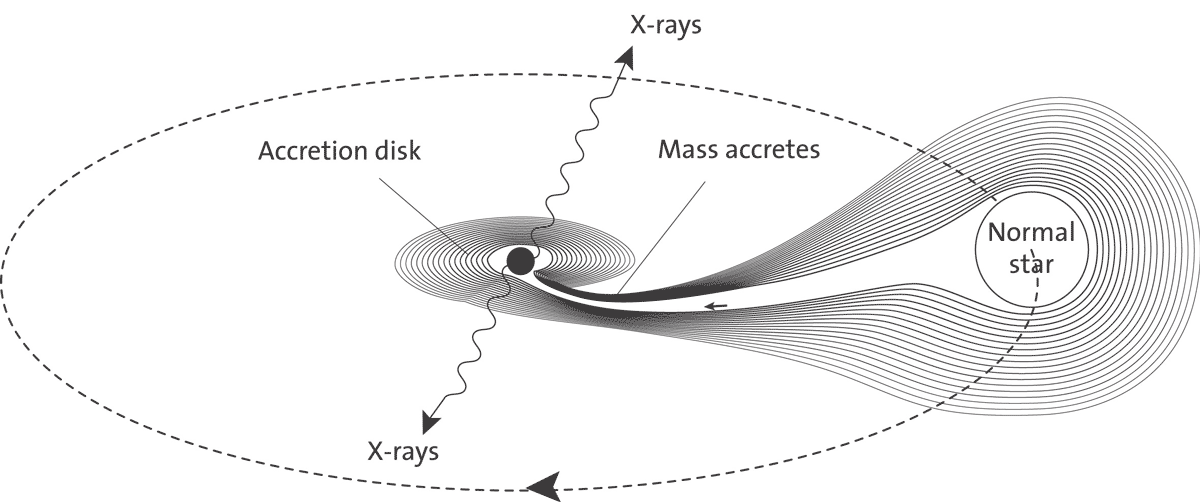 X-rays
Accretion disk
Mass accretes
Normal
star
X-rays